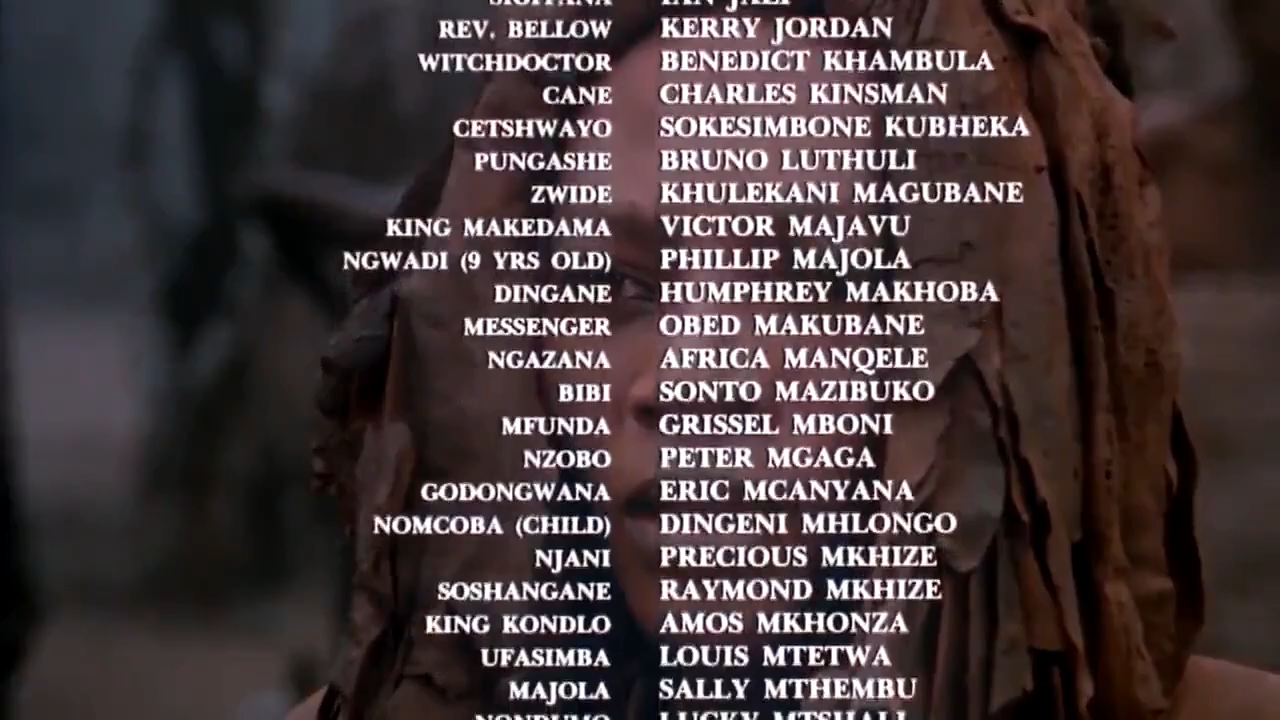 REV. BELLOW KERRY JORDAN
WITCHDOCTOR BENEDICT KHAMBULA
CANE CHARLES KINSMAN
CETSHWAYO SOKESIMBONE KUBHEKA
PUNGASHE BRUNO LUTHULI
ZWIDE KHULEKANI MAGUBANE
KING MAKEDAMA VICTOR MAJAVU
NGWADI (9 YRS OLD) PHILLIP MAJOLA
DINGANE HUMPHREY MAKHOBA
MESSENGER OBED MAKUBANE
NGAZANA AFRICA MANQELE
BIBI SONTO MAZIBUKO
MFUNDA GRISSEL MBONI
NZOBO PETER MGAGA
GODONGWANA ERIC MCANYANA
NOMCOBA (CHILD) DINGENI MHLONGO
NJANI PRECIOUS MKHIZE
SOSHANGANE RAYMOND MKHIZE
KING KONDLO AMOS MKHONZA
UFASIMBA LOUIS MTETWA
MAJOLA SALLY MTHEMBU
LUCKY MTSHALI